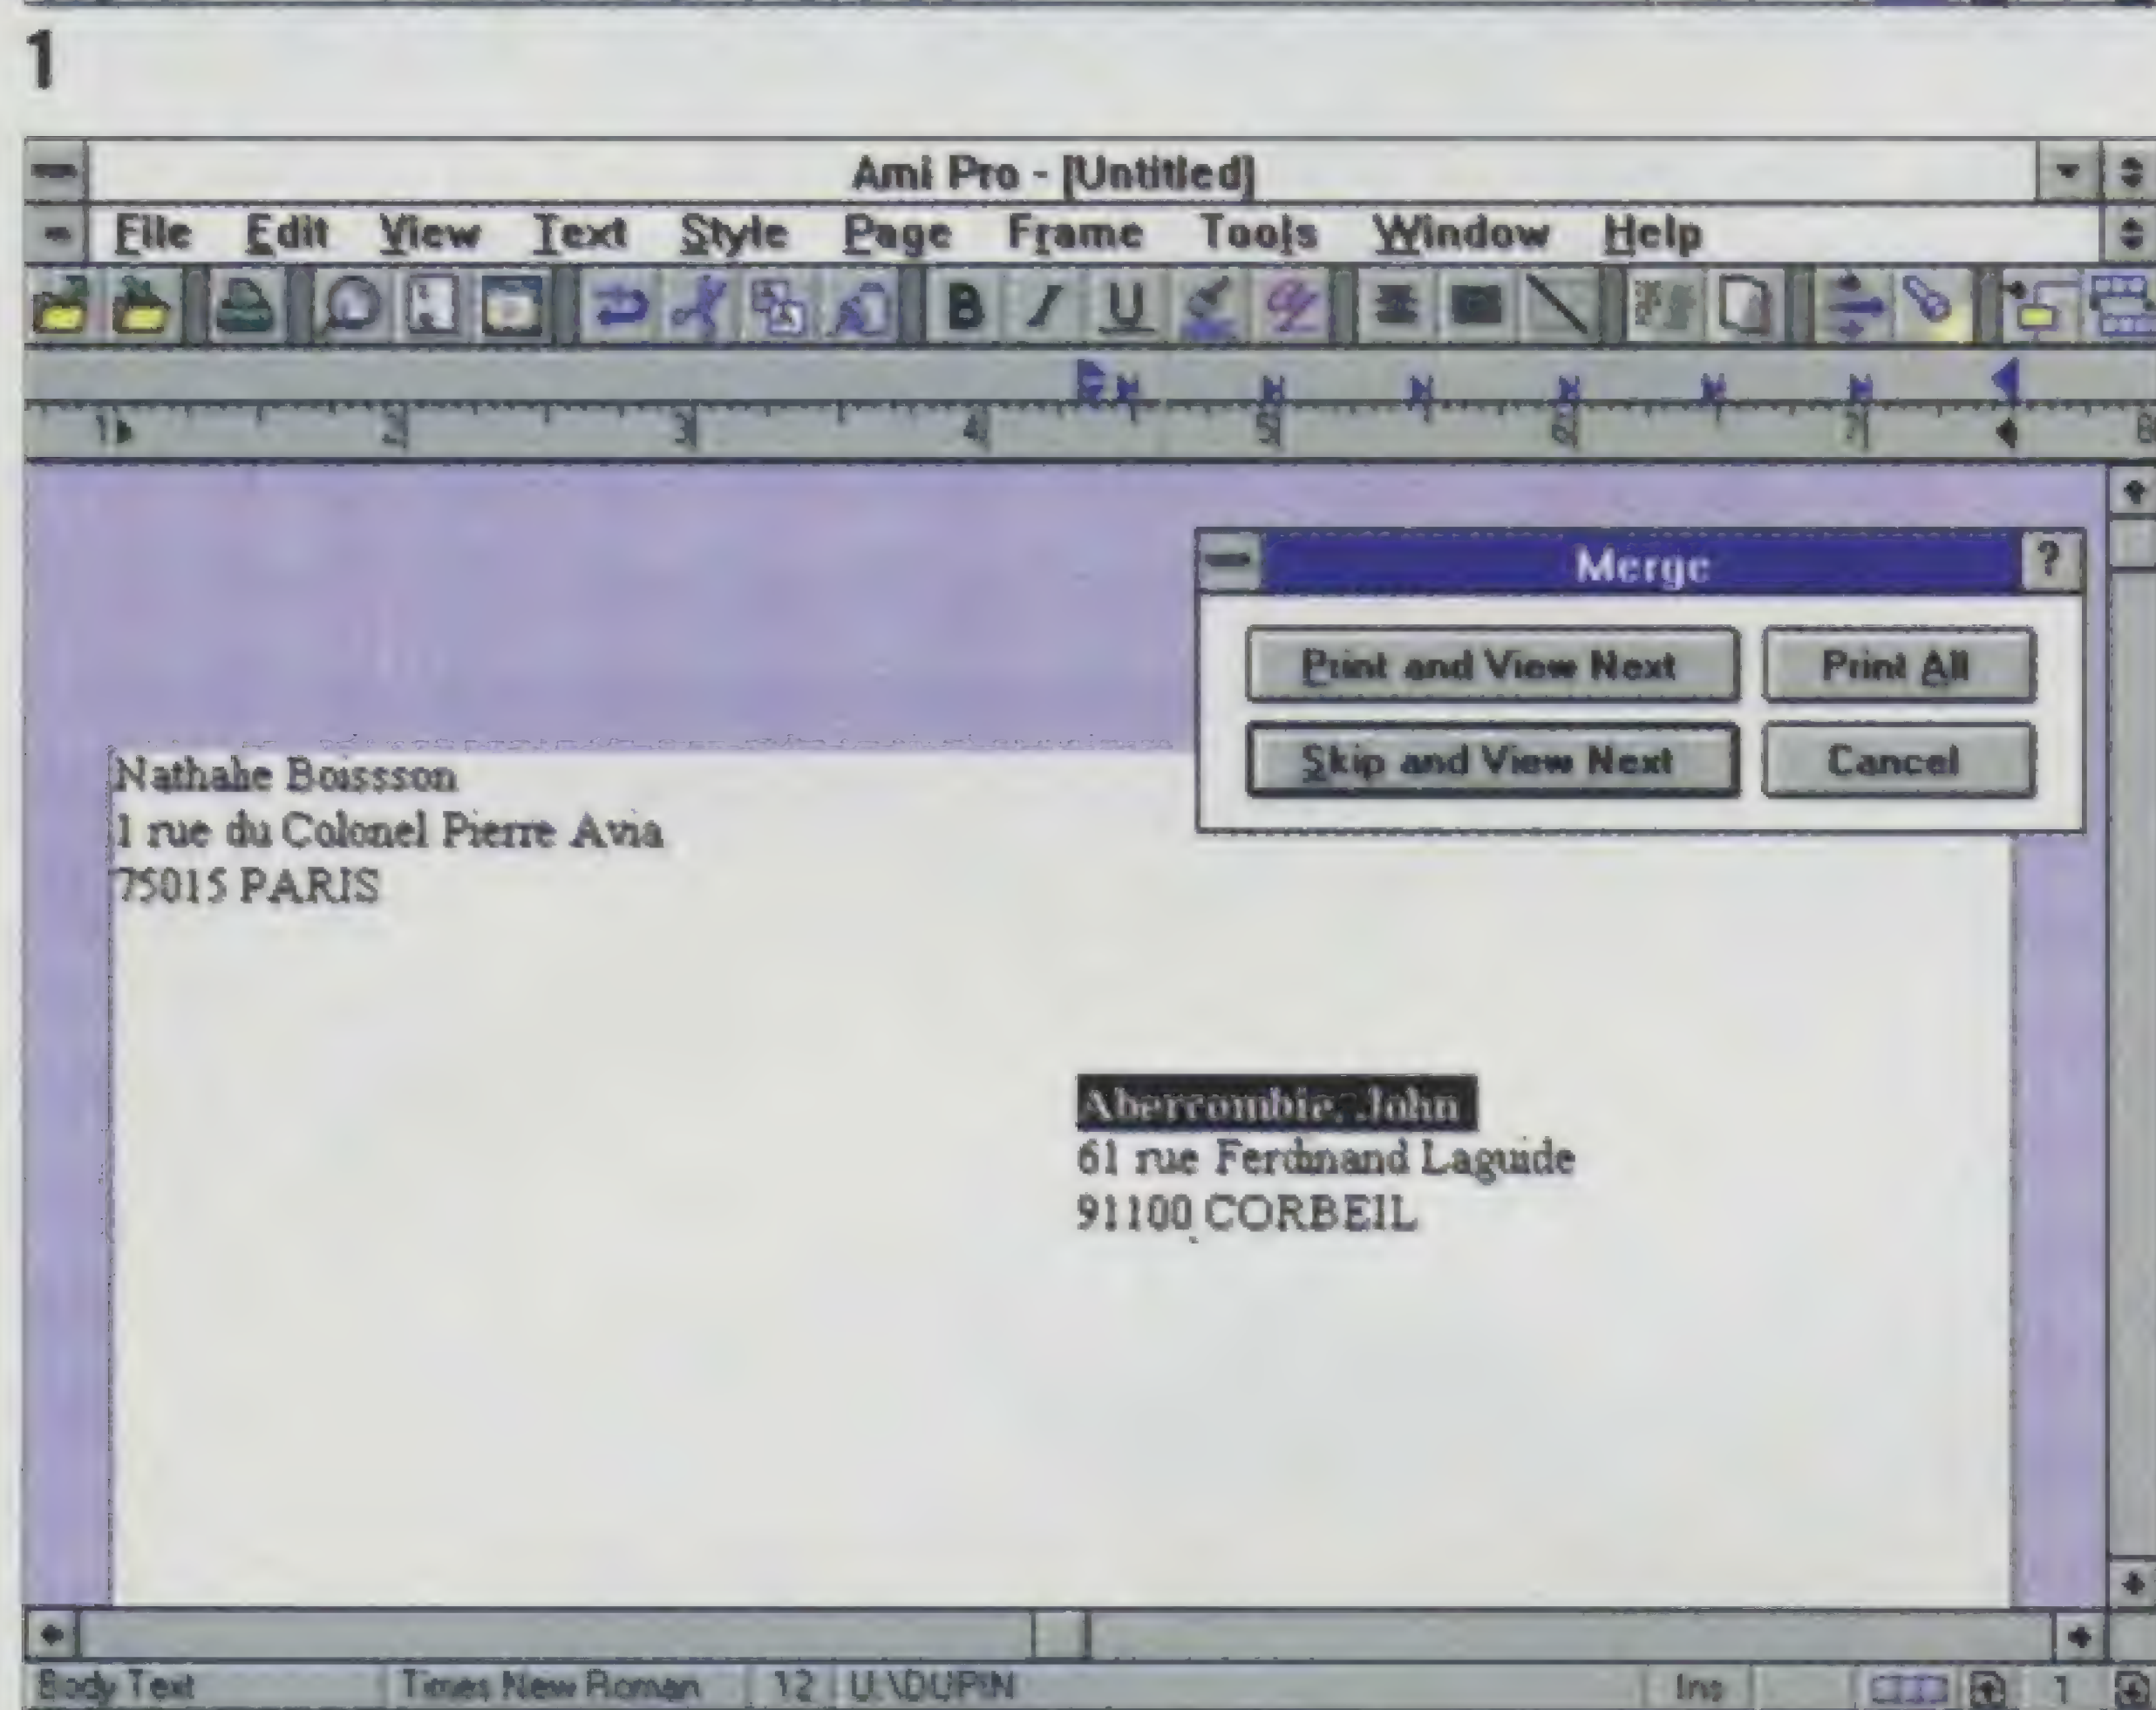 1
Ami Pro - [Untitled]
File Edit View Text Style Page Frame Tools Window Help
B I U
1 2 3 4 5 6 7 8
Merge ?
Print and View Next Print All
Skip and View Next Cancel
Nathalie Boissson
1 rue du Colonel Pierre Avia
75015 PARIS
Abercrombie, John
61 rue Ferdinand Laguide
91100 CORBEIL
Body Text Times New Roman 12 U:\DUPIN Ins 1